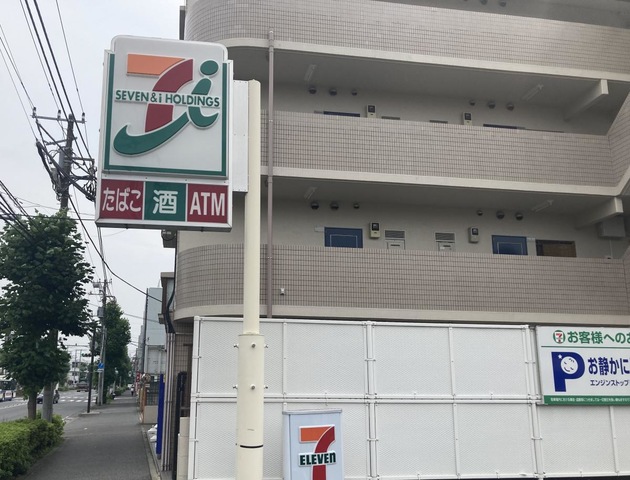 SEVEN & i HOLDINGS
たばこ 酒 ATM
7 ELEVEN
お客様へのお
P お静かに
エンジンストップ